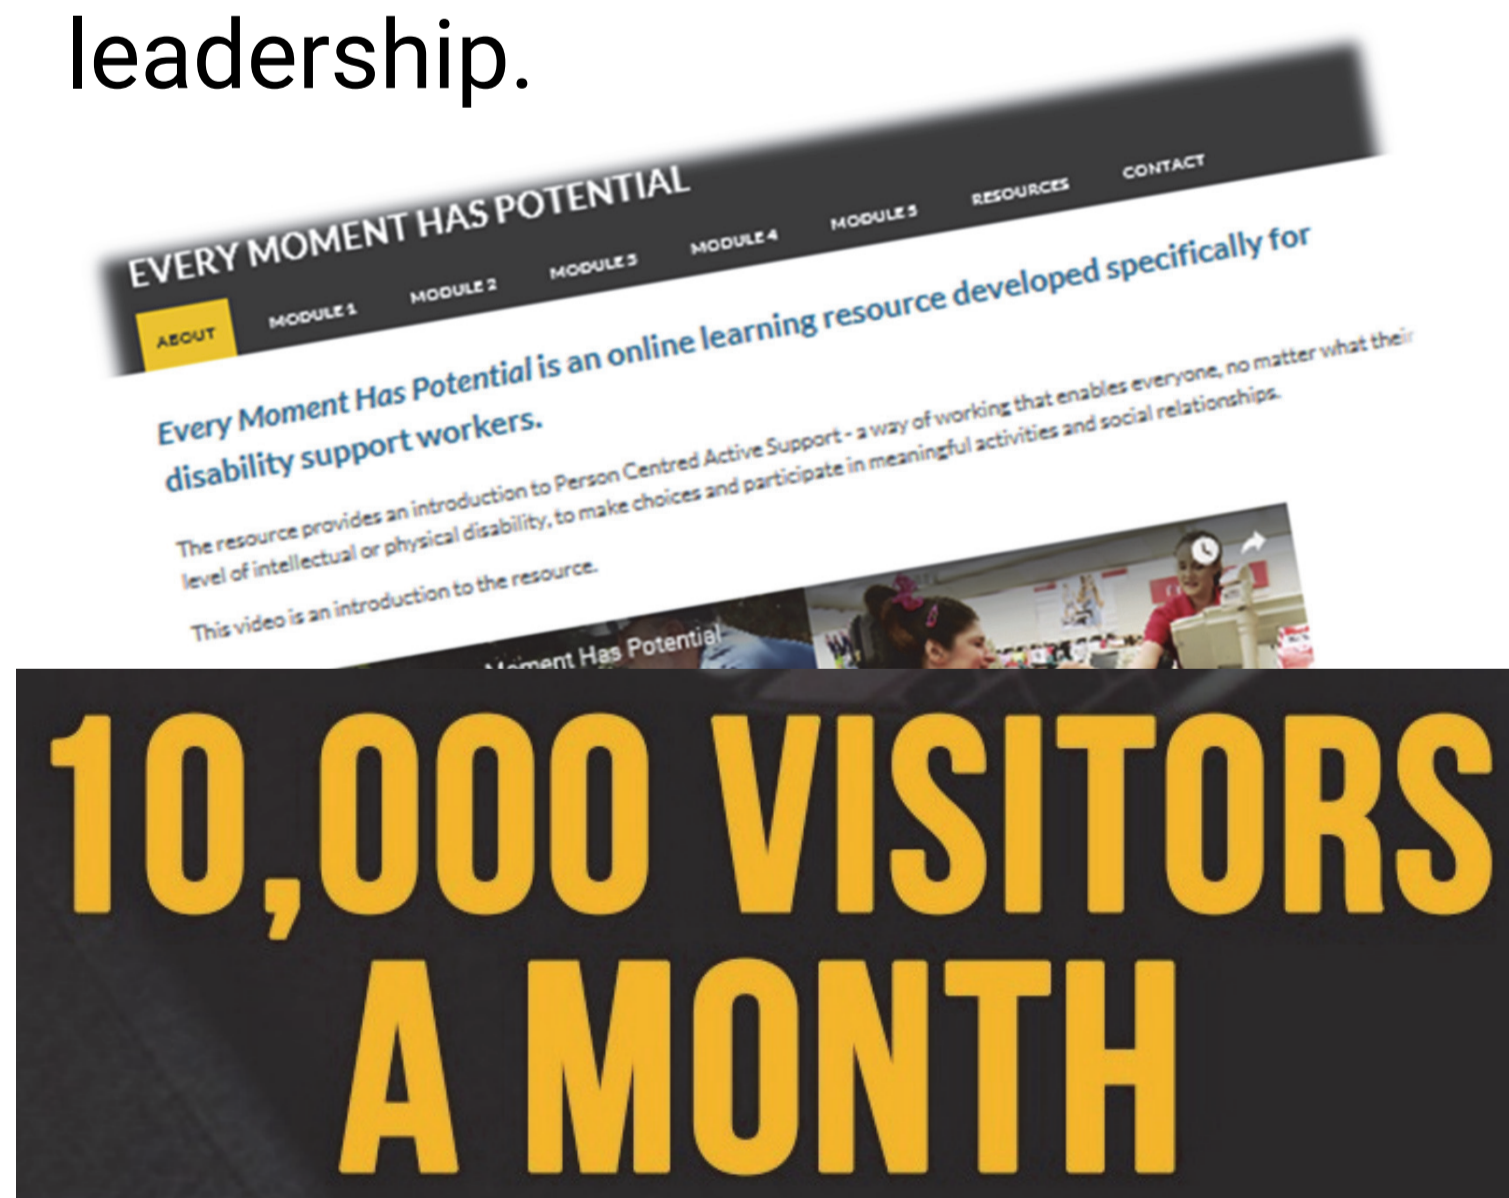 leadership.
EVERY MOMENT HAS POTENTIAL
ABOUT MODULE 1 MODULE 2 MODULE 3 MODULE 4 MODULE 5 RESOURCES CONTACT
Every Moment Has Potential is an online learning resource developed specifically for
disability support workers.
The resource provides an introduction to Person Centred Active Support - a way of working that enables everyone, no matter what their
level of intellectual or physical disability, to make choices and participate in meaningful activities and social relationships.
This video is an introduction to the resource.
Moment Has Potential
10,000 VISITORS
A MONTH